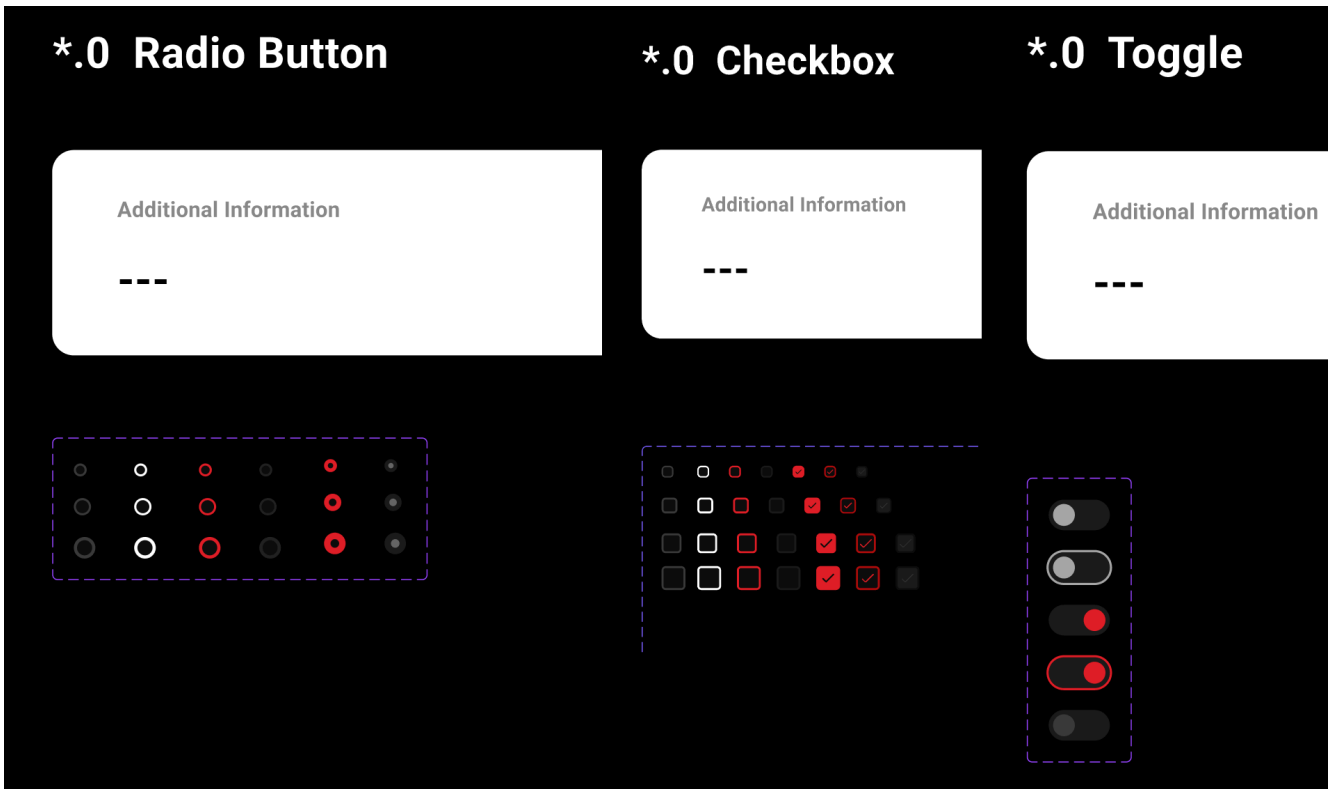 *.0 Radio Button
Additional Information
---
*.0 Checkbox
Additional Information
---
*.0 Toggle
Additional Information
---